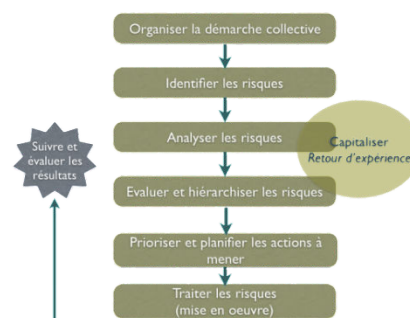 Organiser la démarche collective
Identifier les risques
Analyser les risques
Capitaliser
Retour d'expérience
Suivre et
évaluer les
résultats
Evaluer et hiérarchiser les risques
Prioriser et planifier les actions à
mener
Traiter les risques
(mise en oeuvre)